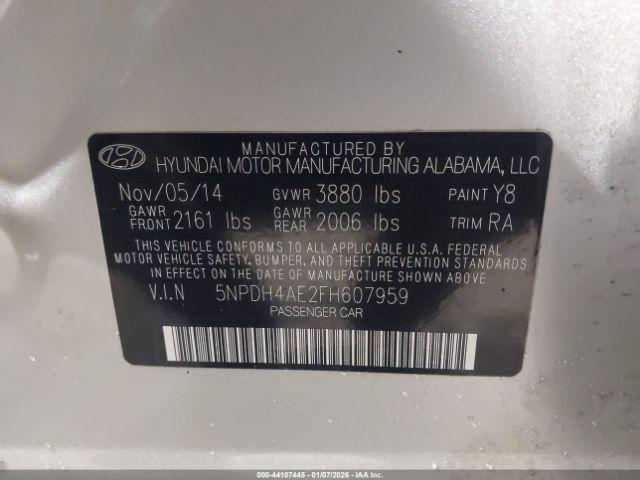 MANUFACTURED BY
HYUNDAI MOTOR MANUFACTURING ALABAMA, LLC
Nov/05/14 GVWR 3880 lbs PAINT Y8
GAWR FRONT 2161 lbs GAWR REAR 2006 lbs TRIM RA
THIS VEHICLE CONFORMS TO ALL APPLICABLE U.S.A. FEDERAL
MOTOR VEHICLE SAFETY, BUMPER, AND THEFT PREVENTION STANDARDS
IN EFFECT ON THE DATE OF MANUFACTURE SHOWN ABOVE
V.I.N 5NPDH4AE2FH607959
PASSENGER CAR
000-44107445 | 01/07/2026 | IAAI.COM